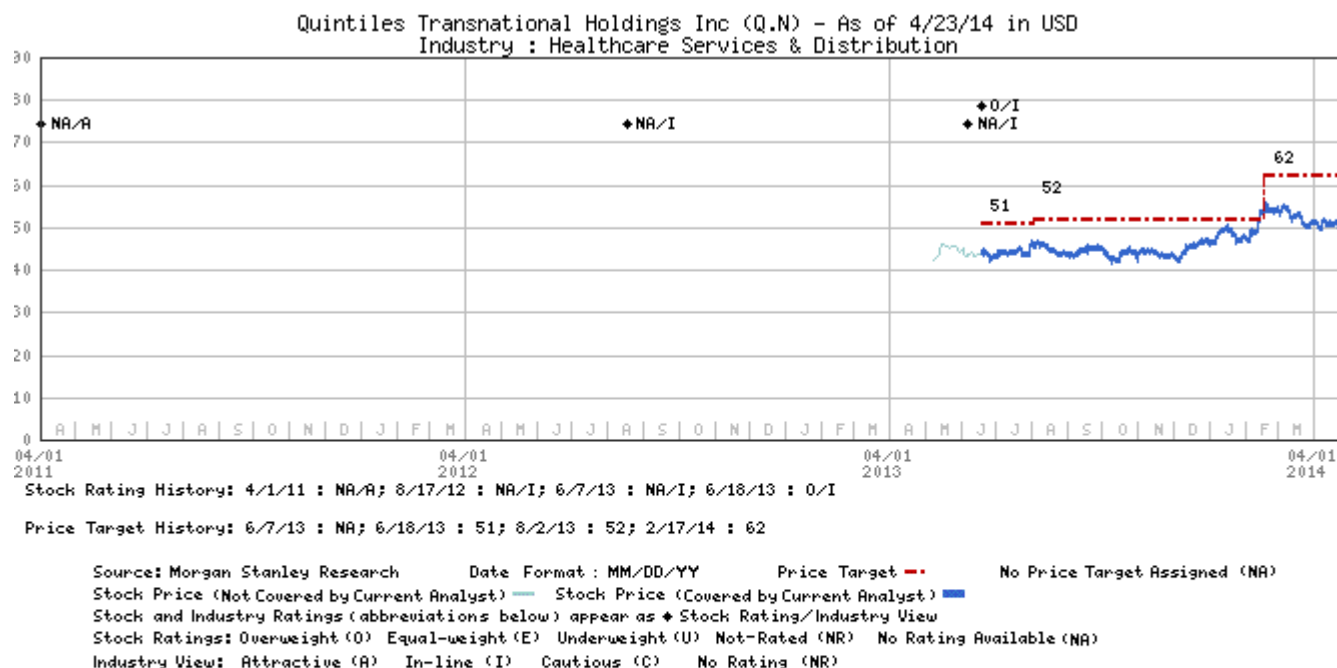 Quintiles Transnational Holdings Inc (Q.N) - As of 4/23/14 in USD
Industry : Healthcare Services & Distribution
90
80
70
60
50
40
30
20
10
0
◆ NA/A
◆ NA/I
◆ O/I
◆ NA/I
51
52
62
A | M | J | J | A | S | O | N | D | J | F | M A | M | J | J | A | S | O | N | D | J | F | M A | M | J | J | A | S | O | N | D | J | F | M
04/01 04/01 04/01 04/01
2011 2012 2013 2014
Stock Rating History: 4/1/11 : NA/A; 8/17/12 : NA/I; 6/7/13 : NA/I; 6/18/13 : O/I
Price Target History: 6/7/13 : NA; 6/18/13 : 51; 8/2/13 : 52; 2/17/14 : 62
Source: Morgan Stanley Research Date Format : MM/DD/YY Price Target No Price Target Assigned (NA)
Stock Price (Not Covered by Current Analyst) Stock Price (Covered by Current Analyst)
Stock and Industry Ratings (abbreviations below) appear as ◆ Stock Rating/Industry View
Stock Ratings: Overweight (O) Equal-weight (E) Underweight (U) Not-Rated (NR) No Rating Available (NA)
Industry View: Attractive (A) In-line (I) Cautious (C) No Rating (NR)